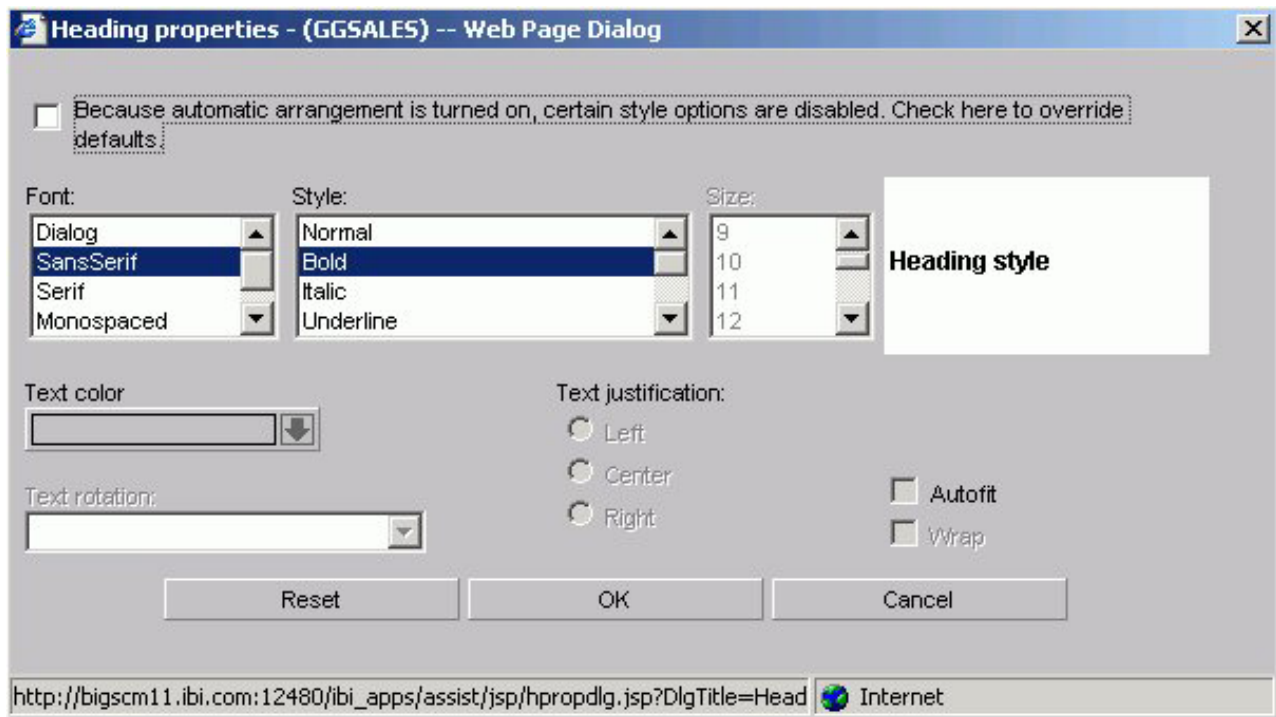 Heading properties - (GGSALES) -- Web Page Dialog
Because automatic arrangement is turned on, certain style options are disabled. Check here to override
defaults.
Font:
Style:
Size:
Dialog
SansSerif
Serif
Monospaced
Normal
Bold
Italic
Underline
9
10
11
12
Heading style
Text color
Text justification:
Left
Center
Right
Text rotation:
Autofit
Wrap
Reset
OK
Cancel
http://bigscm11.ibi.com:12480/ibi_apps/assist/jsp/hpropdlg.jsp?DlgTitle=Head
Internet